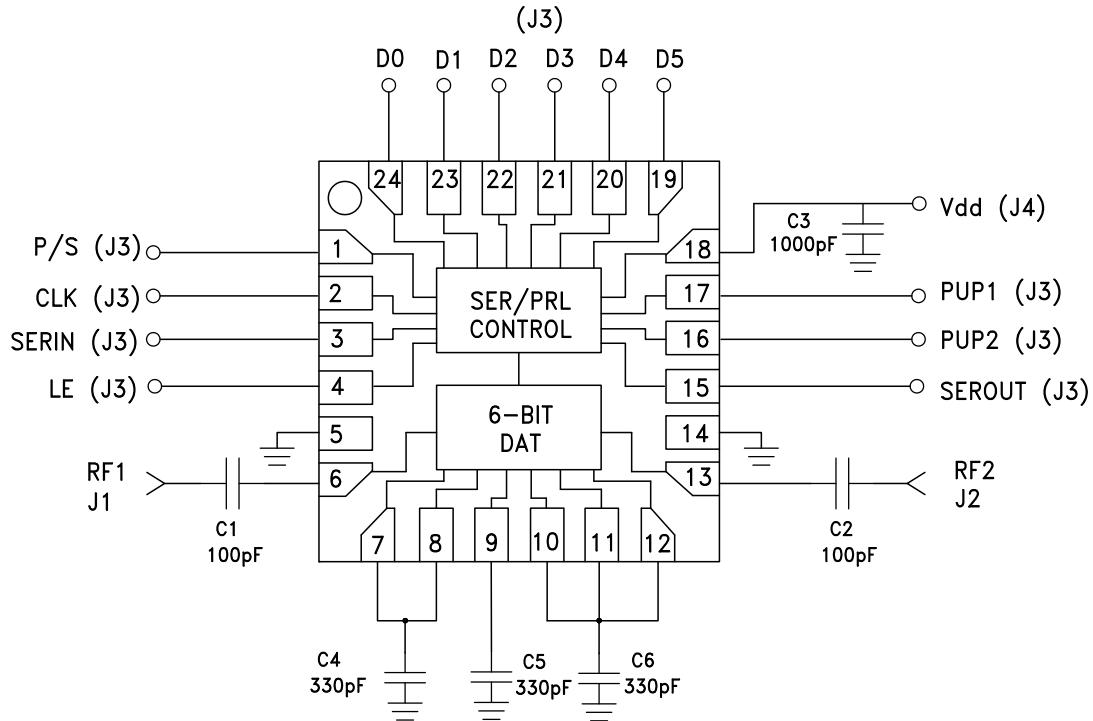 (J3)
D0 D1 D2 D3 D4 D5
24 23 22 21 20 19
P/S (J3) 1
18 C3 1000pF Vdd (J4)
CLK (J3) 2
17 PUP1 (J3)
SER/PRL
CONTROL
SERIN (J3) 3
16 PUP2 (J3)
LE (J3) 4
15 SEROUT (J3)
6-BIT
DAT
5
14
RF1
J1
6
13
RF2
J2
C1
100pF
C2
100pF
7 8 9 10 11 12
C4
330pF
C5
330pF
C6
330pF